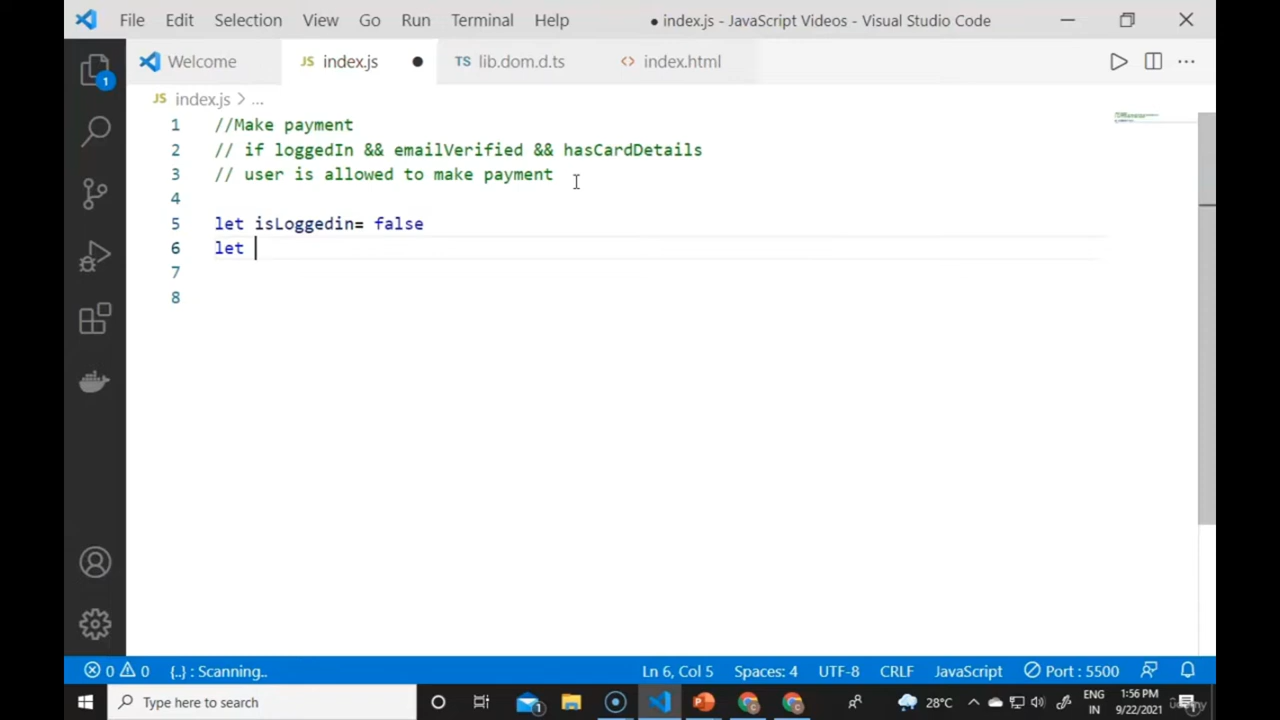 File Edit Selection View Go Run Terminal Help ● index.js - JavaScript Videos - Visual Studio Code
Welcome JS index.js ● TS lib.dom.d.ts <> index.html
JS index.js > ...
1 //Make payment
2 // if loggedIn && emailVerified && hasCardDetails
3 // user is allowed to make payment
4
5 let isLoggedin= false
6 let
7
8
1
0 0 {..} : Scanning.. Ln 6, Col 5 Spaces: 4 UTF-8 CRLF JavaScript Port : 5500
Type here to search 1 28°C ENG IN 1:56 PM 9/22/2021 1
udemy